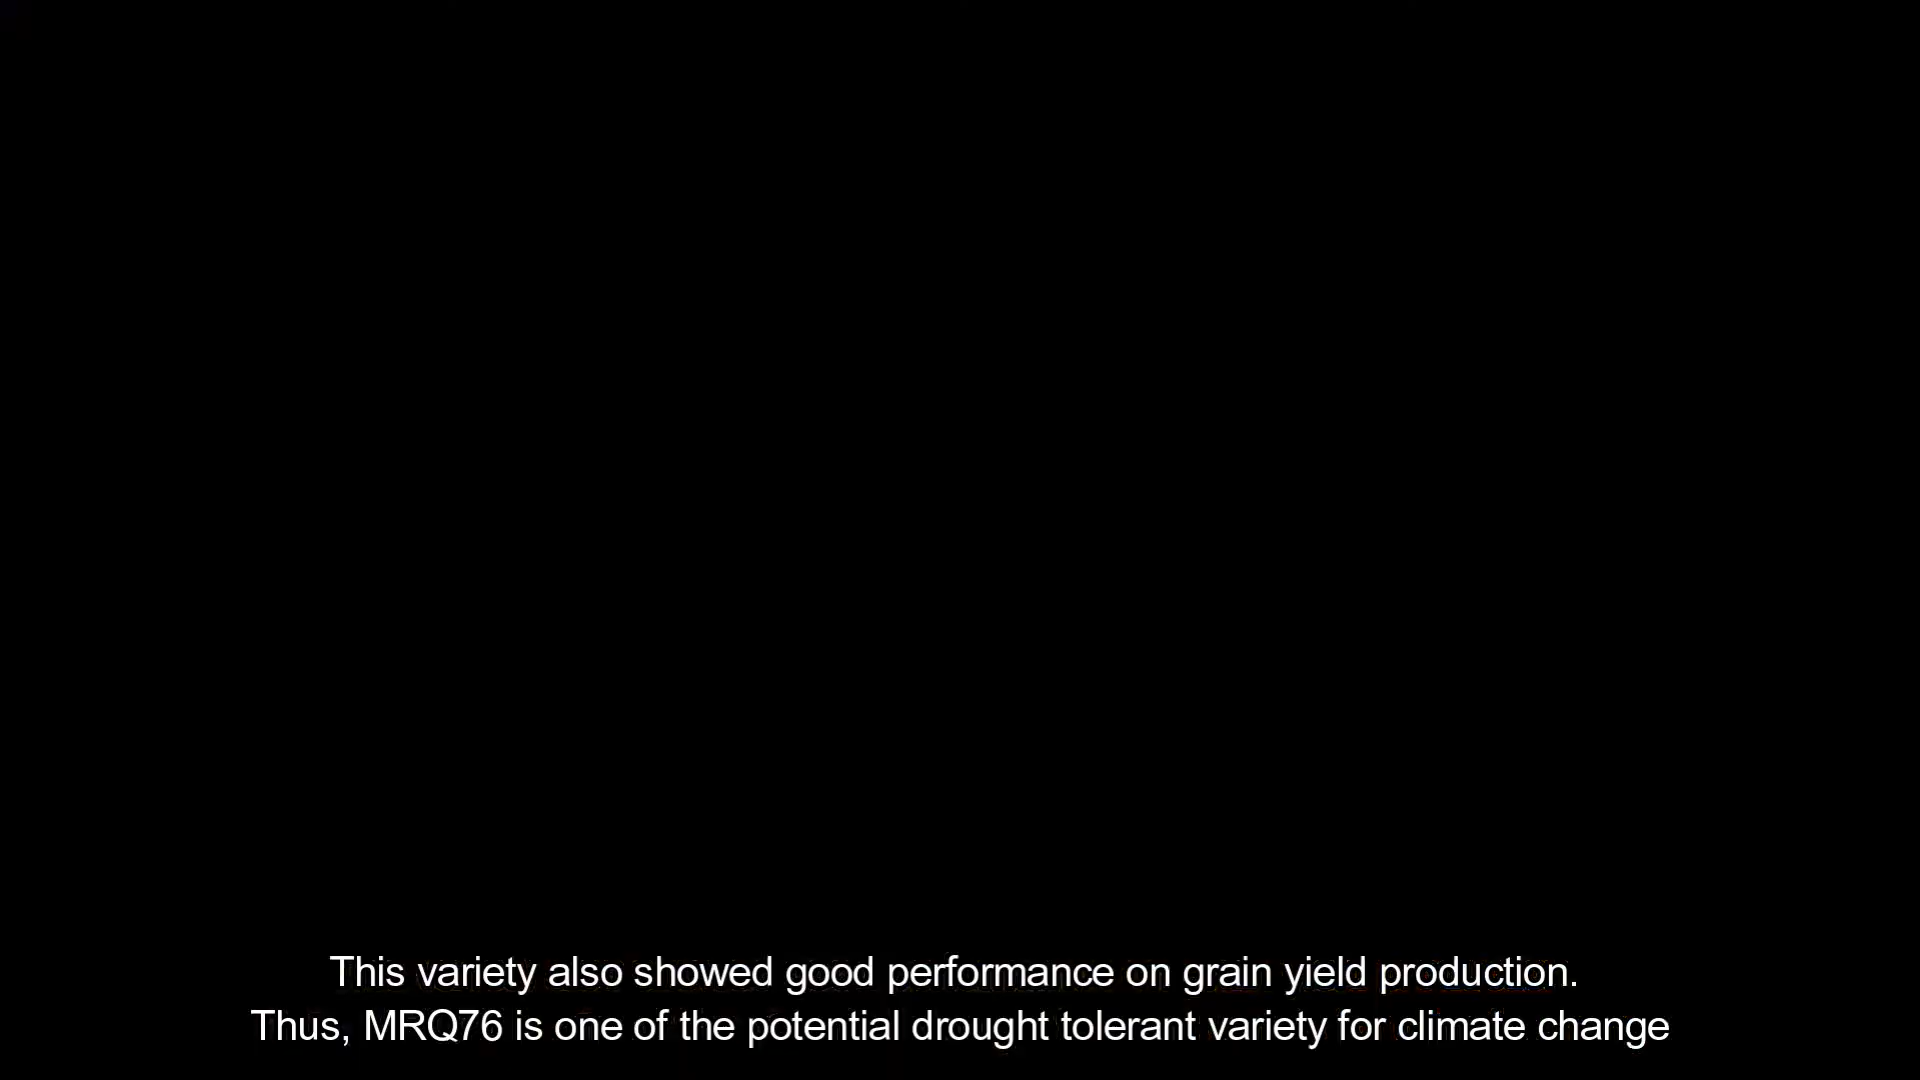 This variety also showed good performance on grain yield production.
Thus, MRQ76 is one of the potential drought tolerant variety for climate change